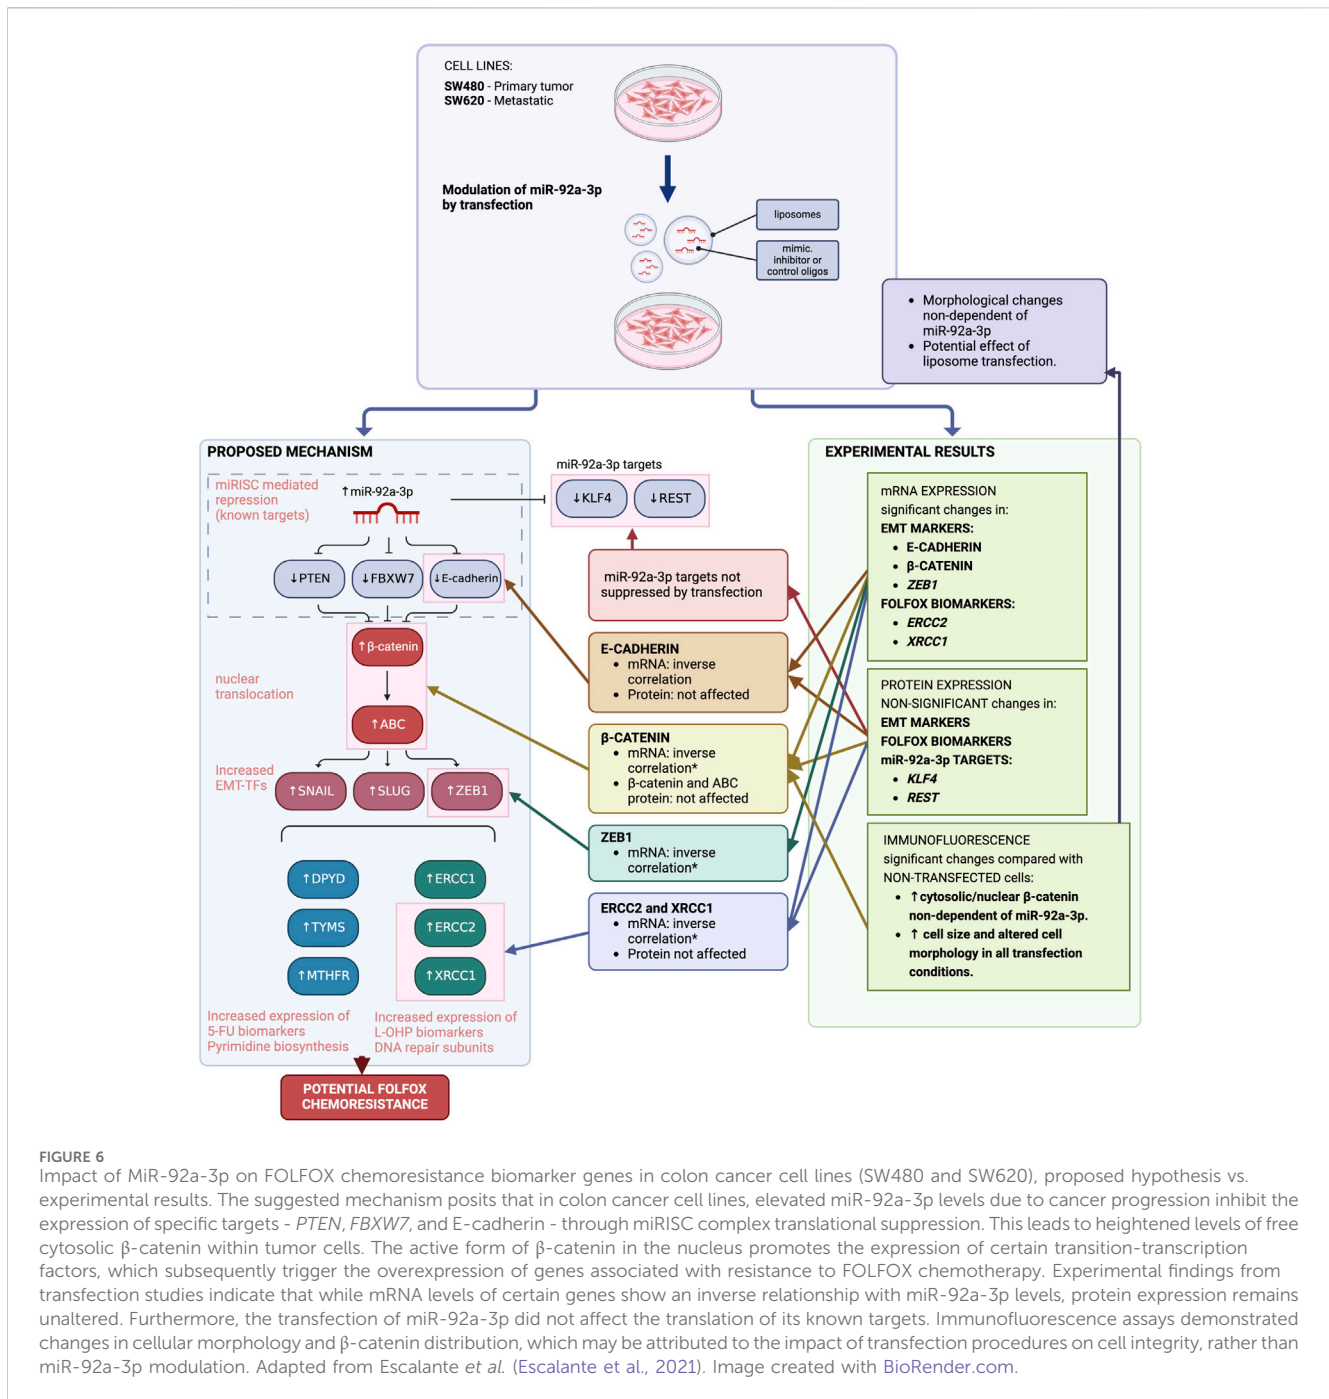 CELL LINES:
SW480 - Primary tumor
SW620 - Metastatic
Modulation of miR-92a-3p
by transfection
liposomes
mimic.
inhibitor or
control oligos
• Morphological changes
non-dependent of
miR-92a-3p
• Potential effect of
liposome transfection.
PROPOSED MECHANISM
miRISC mediated
repression
(known targets)
↑miR-92a-3p
↓PTEN
↓FBXW7
↓E-cadherin
↑β-catenin
nuclear
translocation
↑ABC
Increased
EMT-TFs
↑SNAIL
↑SLUG
↑ZEB1
↑DPYD
↑TYMS
↑MTHFR
↑ERCC1
↑ERCC2
↑XRCC1
Increased expression of
5-FU biomarkers
Pyrimidine biosynthesis
Increased expression of
L-OHP biomarkers
DNA repair subunits
POTENTIAL FOLFOX
CHEMORESISTANCE
miR-92a-3p targets
↓KLF4
↓REST
miR-92a-3p targets not
suppressed by transfection
E-CADHERIN
• mRNA: inverse
correlation
• Protein: not affected
β-CATENIN
• mRNA: inverse
correlation*
• β-catenin and ABC
protein: not affected
ZEB1
• mRNA: inverse
correlation*
ERCC2 and XRCC1
• mRNA: inverse
correlation*
• Protein not affected
EXPERIMENTAL RESULTS
mRNA EXPRESSION
significant changes in:
EMT MARKERS:
• E-CADHERIN
• β-CATENIN
• ZEB1
FOLFOX BIOMARKERS:
• ERCC2
• XRCC1
PROTEIN EXPRESSION
NON-SIGNIFICANT changes in:
EMT MARKERS
FOLFOX BIOMARKERS
miR-92a-3p TARGETS:
• KLF4
• REST
IMMUNOFLUORESCENCE
significant changes compared with
NON-TRANSFECTED cells:
• ↑cytosolic/nuclear β-catenin
non-dependent of miR-92a-3p.
• ↑ cell size and altered cell
morphology in all transfection
conditions.
FIGURE 6
Impact of MiR-92a-3p on FOLFOX chemoresistance biomarker genes in colon cancer cell lines (SW480 and SW620), proposed hypothesis vs.
experimental results. The suggested mechanism posits that in colon cancer cell lines, elevated miR-92a-3p levels due to cancer progression inhibit the
expression of specific targets - PTEN, FBXW7, and E-cadherin - through miRISC complex translational suppression. This leads to heightened levels of free
cytosolic β-catenin within tumor cells. The active form of β-catenin in the nucleus promotes the expression of certain transition-transcription
factors, which subsequently trigger the overexpression of genes associated with resistance to FOLFOX chemotherapy. Experimental findings from
transfection studies indicate that while mRNA levels of certain genes show an inverse relationship with miR-92a-3p levels, protein expression remains
unaltered. Furthermore, the transfection of miR-92a-3p did not affect the translation of its known targets. Immunofluorescence assays demonstrated
changes in cellular morphology and β-catenin distribution, which may be attributed to the impact of transfection procedures on cell integrity, rather than
miR-92a-3p modulation. Adapted from Escalante et al. (Escalante et al., 2021). Image created with BioRender.com.